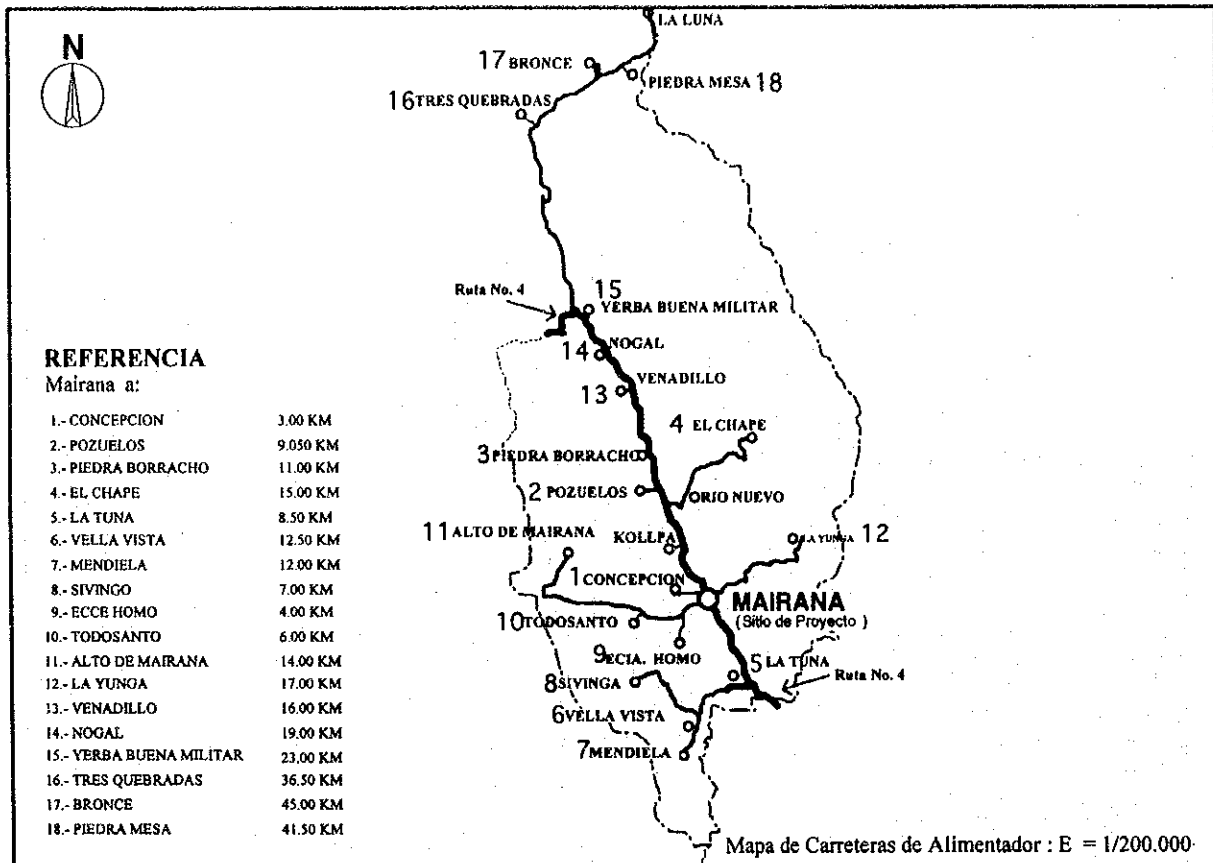 N
LA LUNA
17 BRONCE
PIEDRA MESA 18
16 TRES QUEBRADAS
Ruta No. 4
15
YERBA BUENA MILITAR
14 NOGAL
VENADILLO
13
4 EL CHAPE
3 PIEDRA BORRACHO
2 POZUELOS
RIO NUEVO
11 ALTO DE MAIRANA
KOLLPA
LA YUNGA 12
1 CONCEPCION
MAIRANA
(Sitio de Proyecto )
10 TODOSANTO
9 ECIA. HOMO
5 LA TUNA
Ruta No. 4
8 SIVINGA
6 VELLA VISTA
7 MENDIELA
REFERENCIA
Mairana a:
1.- CONCEPCION 3.00 KM
2.- POZUELOS 9.050 KM
3.- PIEDRA BORRACHO 11.00 KM
4.- EL CHAPE 15.00 KM
5.- LA TUNA 8.50 KM
6.- VELLA VISTA 12.50 KM
7.- MENDIELA 12.00 KM
8.- SIVINGO 7.00 KM
9.- ECCE HOMO 4.00 KM
10.- TODOSANTO 6.00 KM
11.- ALTO DE MAIRANA 14.00 KM
12.- LA YUNGA 17.00 KM
13.- VENADILLO 16.00 KM
14.- NOGAL 19.00 KM
15.- YERBA BUENA MILITAR 23.00 KM
16.- TRES QUEBRADAS 36.50 KM
17.- BRONCE 45.00 KM
18.- PIEDRA MESA 41.50 KM
Mapa de Carreteras de Alimentador : E = 1/200.000